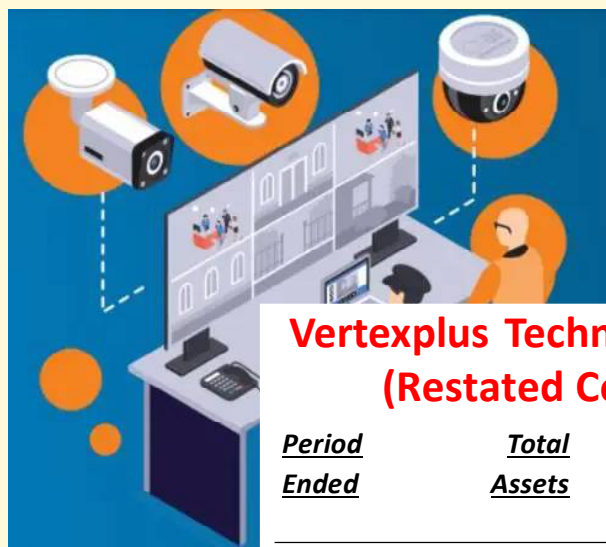 Vertexplus Techn
(Restated Co
Period Total
Ended Assets